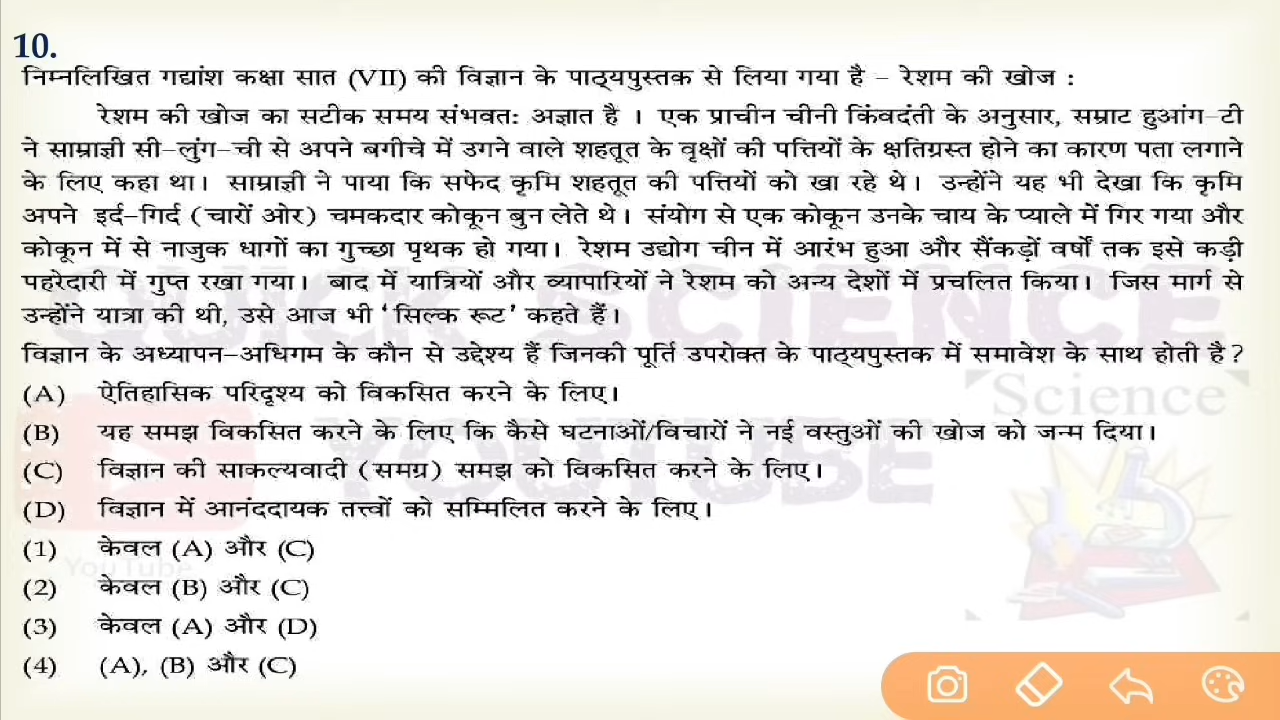 10.
निम्नलिखित गद्यांश कक्षा सात (VII) की विज्ञान के पाठ्यपुस्तक से लिया गया है – रेशम की खोज :
रेशम की खोज का सटीक समय संभवतः अज्ञात है । एक प्राचीन चीनी किंवदंती के अनुसार, सम्राट हुआंग-टी
ने साम्राज्ञी सी-लुंग-ची से अपने बगीचे में उगने वाले शहतूत के वृक्षों की पत्तियों के क्षतिग्रस्त होने का कारण पता लगाने
के लिए कहा था। साम्राज्ञी ने पाया कि सफेद कृमि शहतूत की पत्तियों को खा रहे थे। उन्होंने यह भी देखा कि कृमि
अपने इर्द-गिर्द (चारों ओर) चमकदार कोकून बुन लेते थे। संयोग से एक कोकून उनके चाय के प्याले में गिर गया और
कोकून में से नाजुक धागों का गुच्छा पृथक हो गया। रेशम उद्योग चीन में आरंभ हुआ और सैंकड़ों वर्षों तक इसे कड़ी
पहरेदारी में गुप्त रखा गया। बाद में यात्रियों और व्यापारियों ने रेशम को अन्य देशों में प्रचलित किया। जिस मार्ग से
उन्होंने यात्रा की थी, उसे आज भी 'सिल्क रूट' कहते हैं।
विज्ञान के अध्यापन-अधिगम के कौन से उद्देश्य हैं जिनकी पूर्ति उपरोक्त के पाठ्यपुस्तक में समावेश के साथ होती है?
(A) ऐतिहासिक परिदृश्य को विकसित करने के लिए।
(B) यह समझ विकसित करने के लिए कि कैसे घटनाओं/विचारों ने नई वस्तुओं की खोज को जन्म दिया।
(C) विज्ञान की साकल्यवादी (समग्र) समझ को विकसित करने के लिए।
(D) विज्ञान में आनंददायक तत्त्वों को सम्मिलित करने के लिए।
(1) केवल (A) और (C)
(2) केवल (B) और (C)
(3) केवल (A) और (D)
(4) (A), (B) और (C)
QUICK SCIENCE
YOUTUBE
Science
YouTube